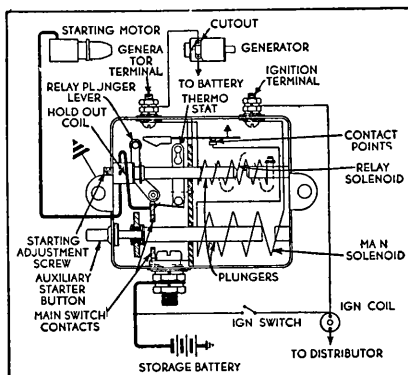 CUTOUT
STARTING MOTOR
GENERA
TOR
TERMINAL
GENERATOR
TO BATTERY
IGNITION
TERMINAL
RELAY PLUNGER
LEVER
THERMO
STAT
HOLD OUT
COIL
CONTACT
POINTS
RELAY
SOLENOID
STARTING
ADJUSTMENT
SCREW
MA N
SOLENOID
AUXILIARY
STARTER
BUTTON
PLUNGERS
MAIN SWITCH
CONTACTS
IGN COIL
IGN SWITCH
TO DISTRIBUTOR
STORAGE BATTERY